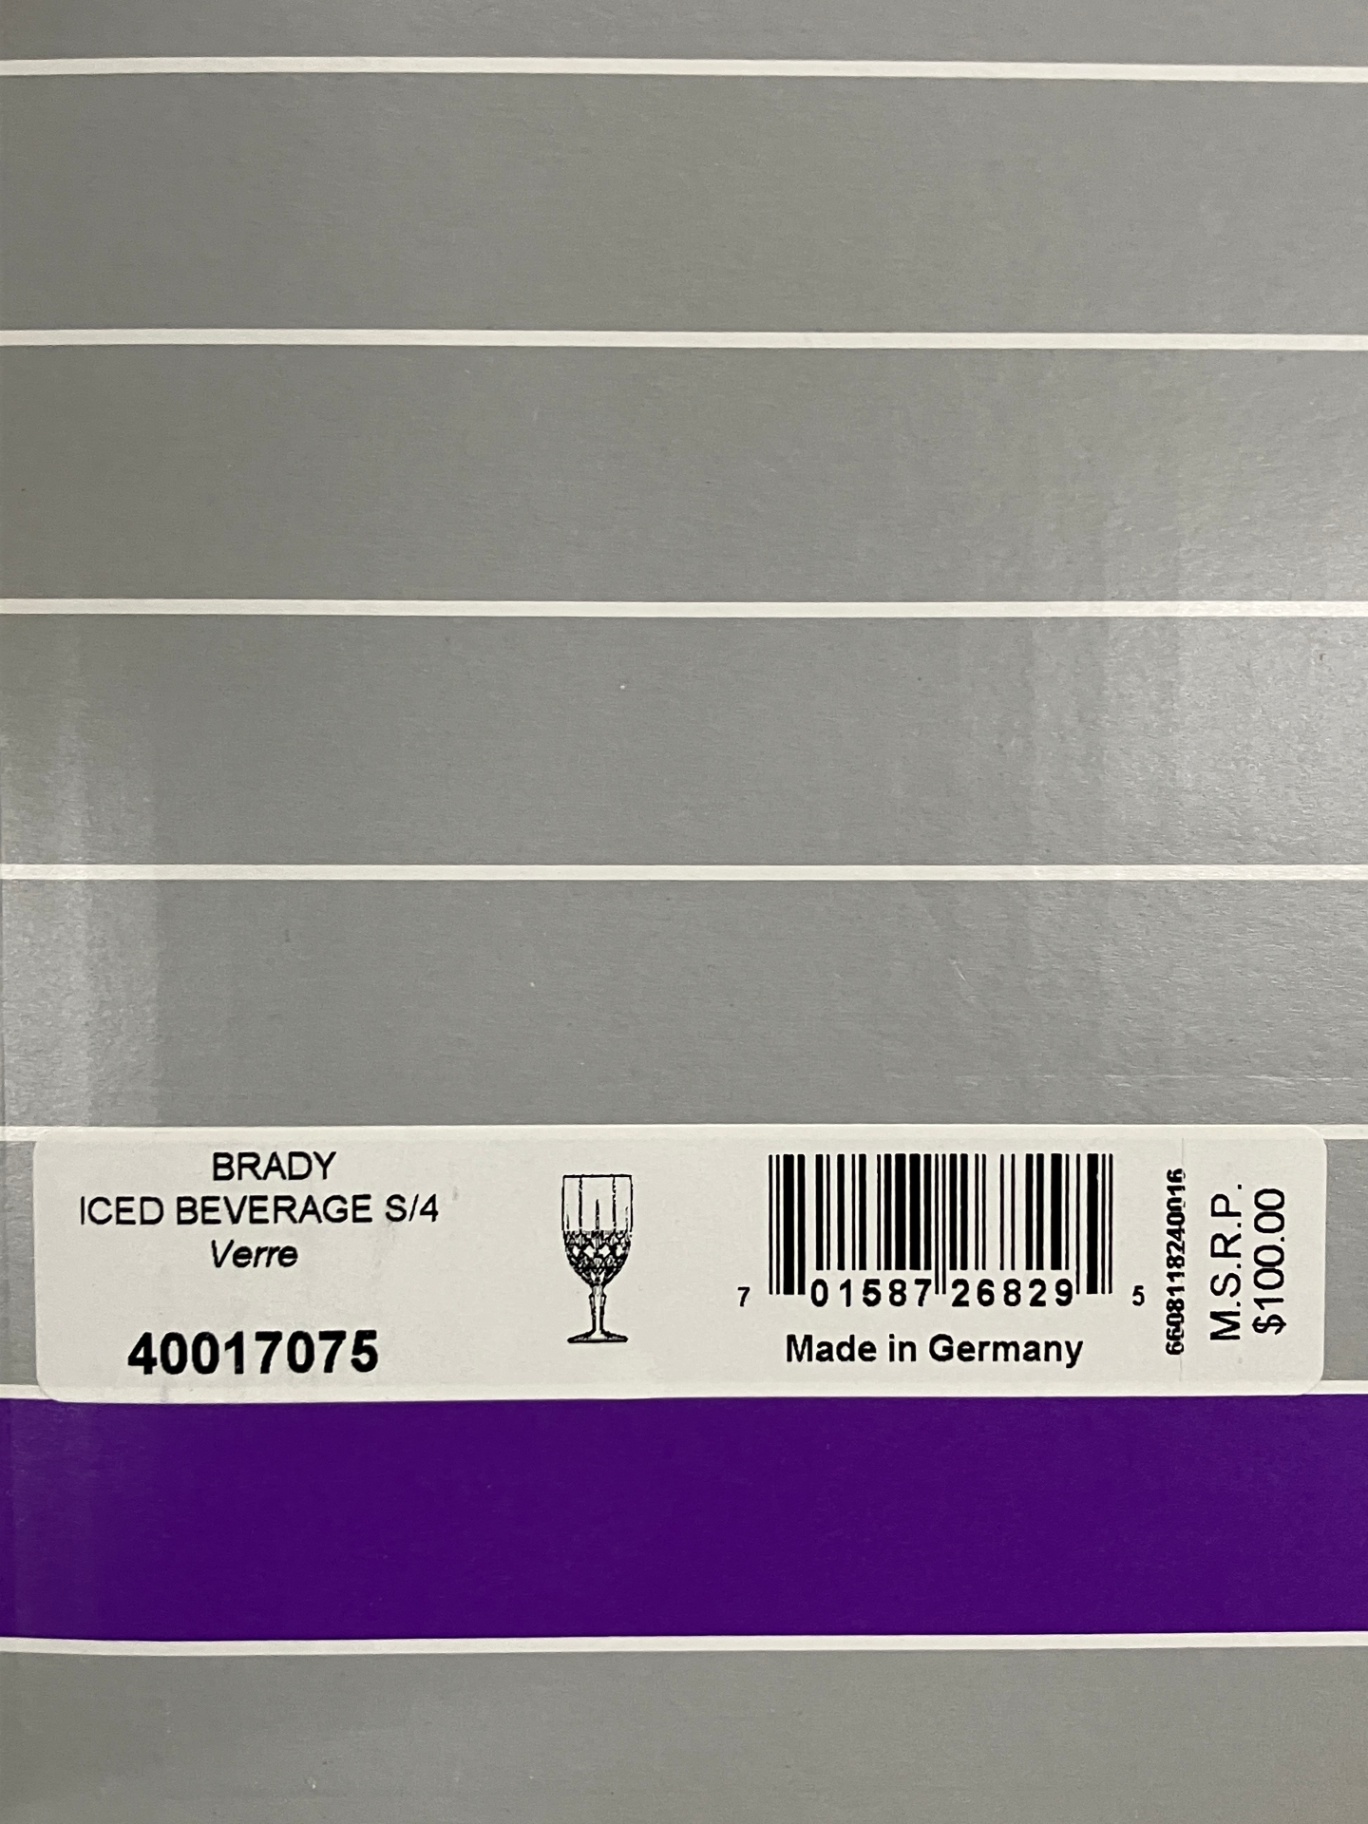 BRADY
ICED BEVERAGE S/4
Verre
40017075
7 01587 26829 5
Made in Germany
6608118240016
M.S.R.P.
$100.00